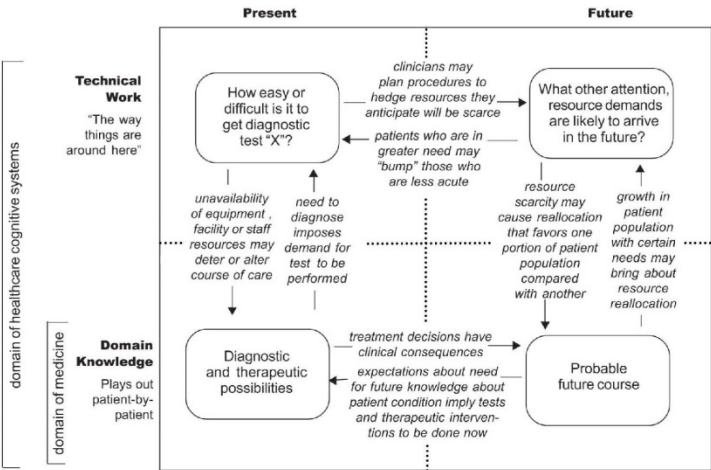 Present
Future
domain of healthcare cognitive systems
Technical
Work
"The way
things are
around here"
How easy or
difficult is it to
get diagnostic
test "X"?
clinicians may
plan procedures to
hedge resources they
anticipate will be scarce
patients who are in
greater need may
"bump" those who
are less acute
What other attention,
resource demands
are likely to arrive
in the future?
unavailability
of equipment ,
facility or staff
resources may
deter or alter
course of care
need to
diagnose
imposes
demand for
test to be
performed
resource
scarcity may
cause reallocation
that favors one
portion of patient
population
compared
with another
growth in
patient
population
with certain
needs may
bring about
resource
reallocation
domain of medicine
Domain
Knowledge
Plays out
patient-by-
patient
Diagnostic
and therapeutic
possibilities
treatment decisions have
clinical consequences
expectations about need
for future knowledge about
patient condition imply tests
and therapeutic interven-
tions to be done now
Probable
future course